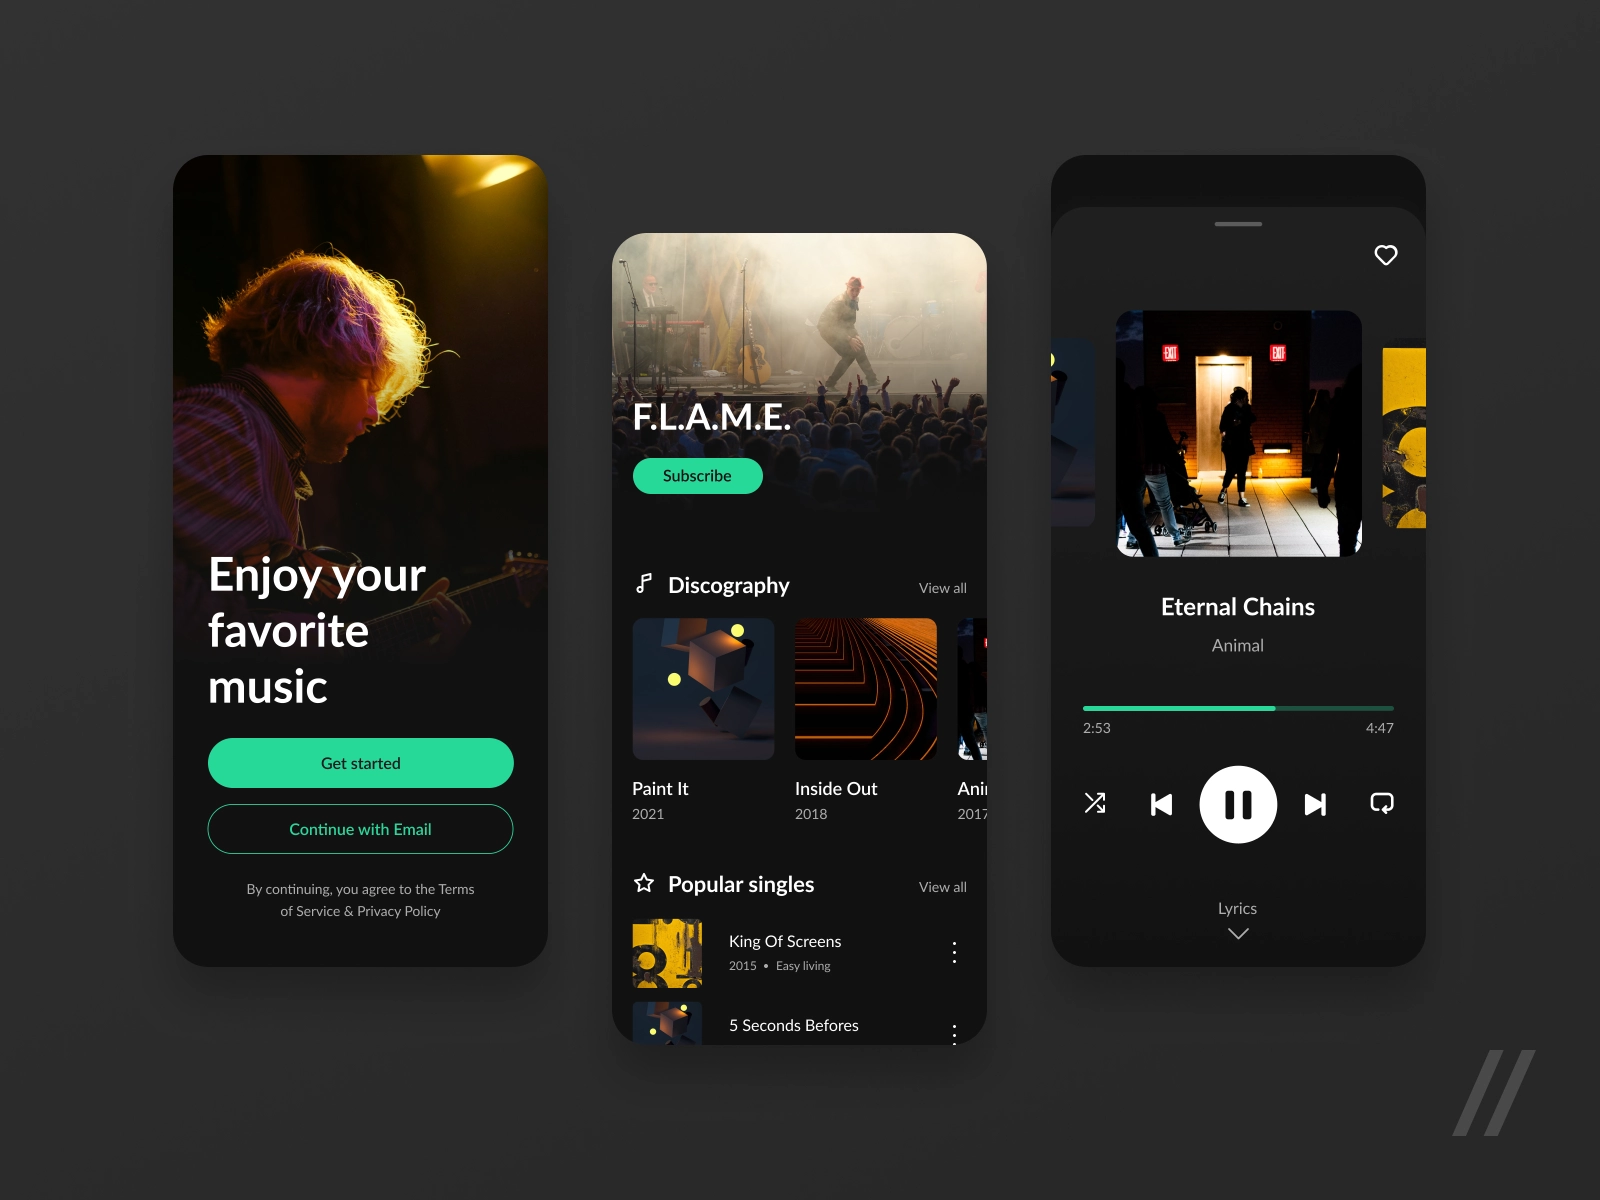 Enjoy your
favorite
music
Get started
Continue with Email
By continuing, you agree to the Terms
of Service & Privacy Policy
F.L.A.M.E.
Subscribe
Discography
View all
Paint It
Inside Out
Ani
2021
2018
2017
Popular singles
View all
King Of Screens
2015 • Easy living
5 Seconds Befores
EXIT
EXIT
Eternal Chains
Animal
2:53
4:47
Lyrics